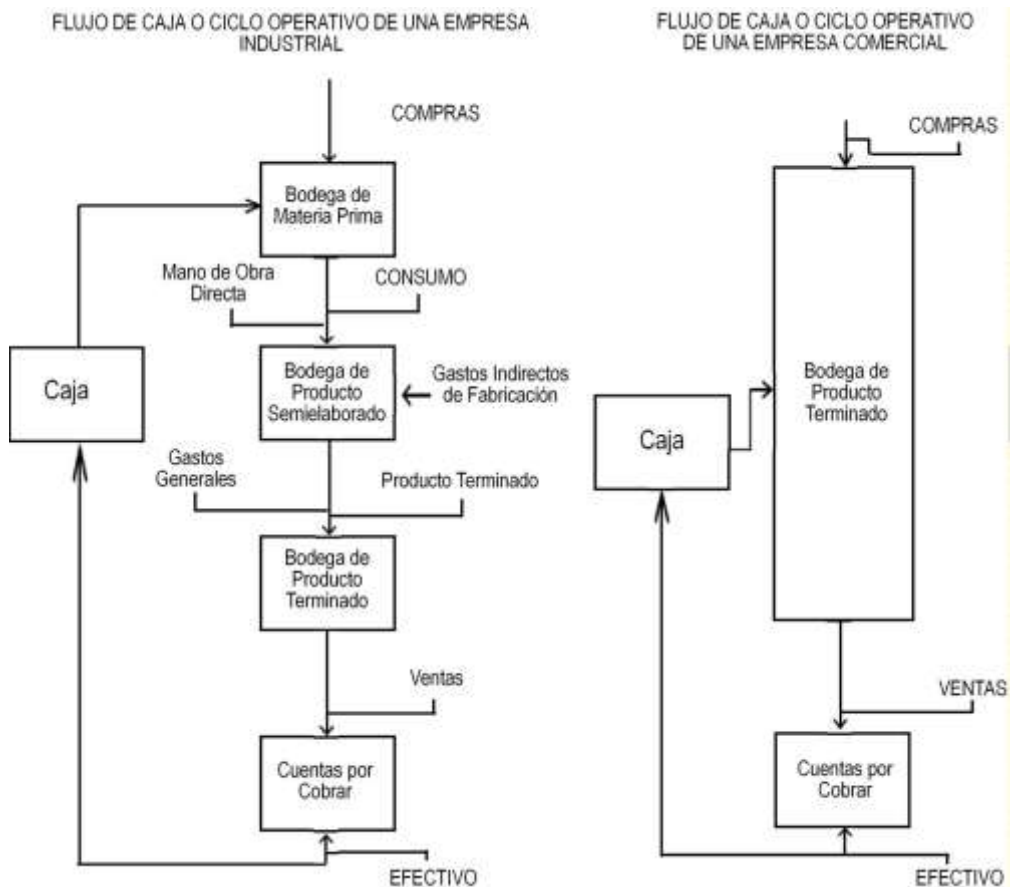 FLUJO DE CAJA O CICLO OPERATIVO DE UNA EMPRESA
INDUSTRIAL
COMPRAS
Bodega de
Materia Prima
Mano de Obra
Directa
CONSUMO
Caja
Bodega de
Producto
Semielaborado
Gastos Indirectos
de Fabricación
Gastos
Generales
Producto Terminado
Bodega de
Producto
Terminado
Ventas
Cuentas por
Cobrar
EFECTIVO
FLUJO DE CAJA O CICLO OPERATIVO
DE UNA EMPRESA COMERCIAL
COMPRAS
Bodega de
Producto
Terminado
Caja
VENTAS
Cuentas por
Cobrar
EFECTIVO